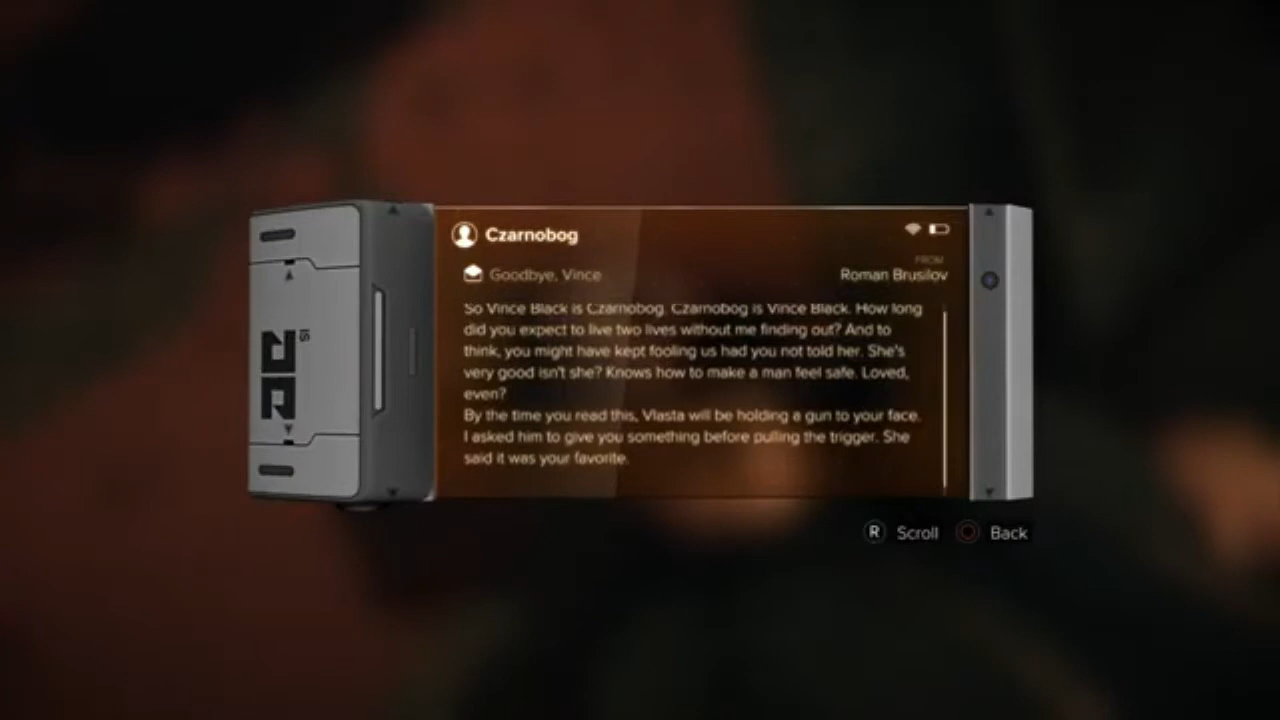 Czarnobog
FROM
Goodbye, Vince
Roman Brusilov
So Vince Black is Czarnobog. Czarnobog is Vince Black. How long
did you expect to live two lives without me finding out? And to
think, you might have kept fooling us had you not told her. She's
very good isn't she? Knows how to make a man feel safe. Loved,
even?
By the time you read this, Vlasta will be holding a gun to your face.
I asked him to give you something before pulling the trigger. She
said it was your favorite.
IS
R Scroll
Back